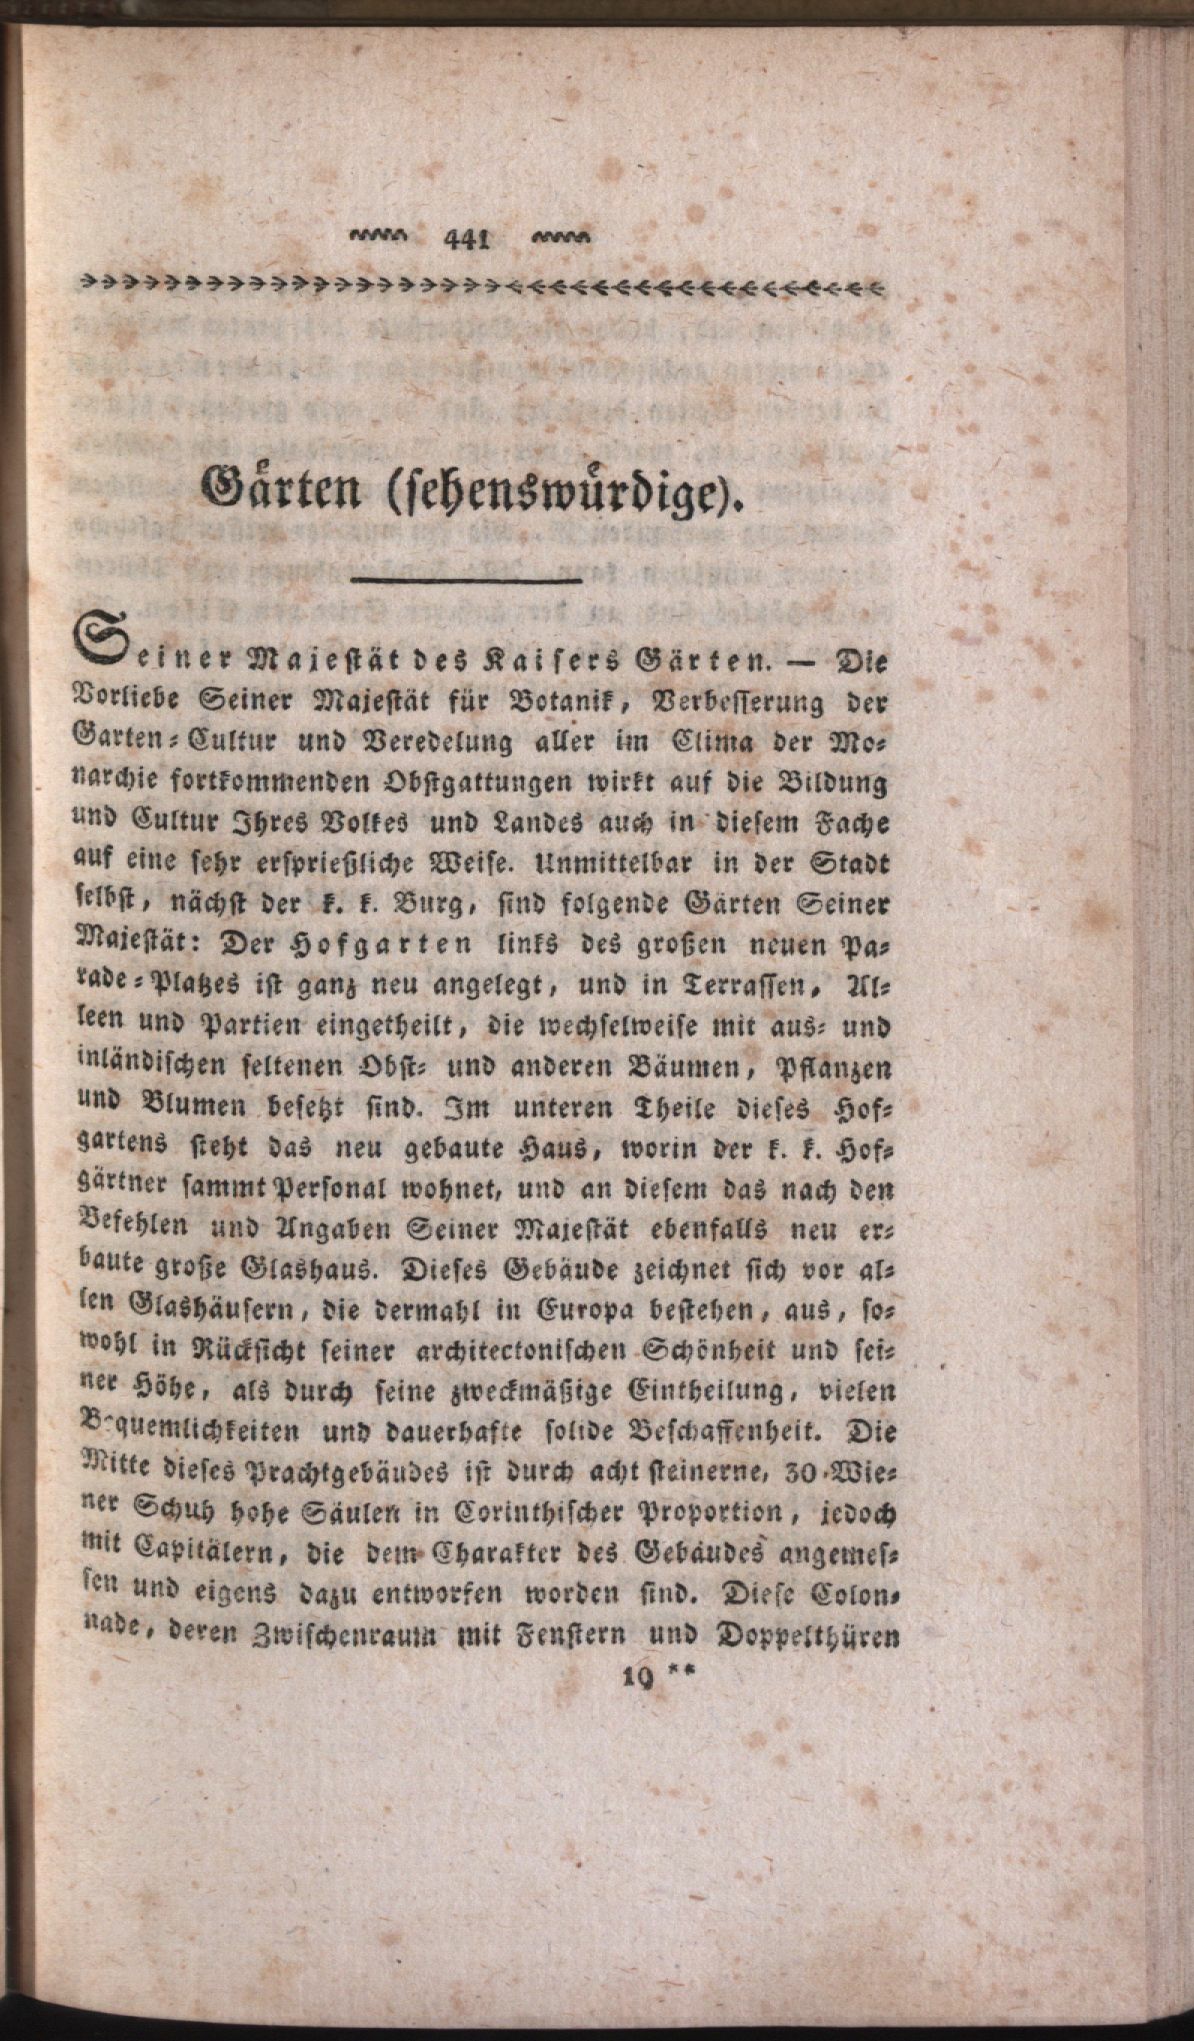 441
Gärten (sehenswürdige).
Seiner Majestät des Kaisers Gärten. — Die
Vorliebe Seiner Majestät für Botanik, Verbesserung der
Garten-Cultur und Veredelung aller im Clima der Mo-
narchie fortkommenden Obstgattungen wirkt auf die Bildung
und Cultur Ihres Volkes und Landes auch in diesem Fache
auf eine sehr ersprießliche Weise. Unmittelbar in der Stadt
selbst, nächst der k. k. Burg, sind folgende Gärten Seiner
Majestät: Der Hofgarten links des großen neuen Pa-
rade-Platzes ist ganz neu angelegt, und in Terrassen, Al-
leen und Partien eingetheilt, die wechselweise mit aus- und
inländischen seltenen Obst- und anderen Bäumen, Pflanzen
und Blumen besetzt sind. Im unteren Theile dieses Hof-
gartens steht das neu gebaute Haus, worin der k. k. Hof-
gärtner sammt Personal wohnet, und an diesem das nach den
Befehlen und Angaben Seiner Majestät ebenfalls neu er-
baute große Glashaus. Dieses Gebäude zeichnet sich vor al-
len Glashäusern, die dermahl in Europa bestehen, aus, so-
wohl in Rücksicht seiner architectonischen Schönheit und sei-
ner Höhe, als durch seine zweckmäßige Eintheilung, vielen
Bequemlichkeiten und dauerhafte solide Beschaffenheit. Die
Mitte dieses Prachtgebäudes ist durch acht steinerne, 30 Wie-
ner Schuh hohe Säulen in Corinthischer Proportion, jedoch
mit Capitälern, die dem Charakter des Gebäudes angemes-
sen und eigens dazu entworfen worden sind. Diese Colon-
nade, deren Zwischenraum mit Fenstern und Doppelthüren
19 **